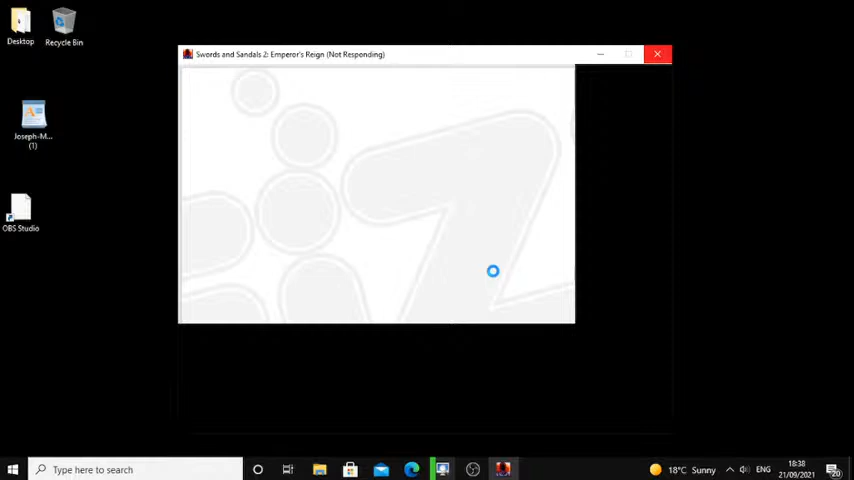 Swords and Sandals 2: Emperor's Reign (Not Responding)
Desktop
Recycle Bin
Joseph-M...
(1)
OBS Studio
Type here to search
18°C Sunny
ENG
18:38
21/09/2021
20